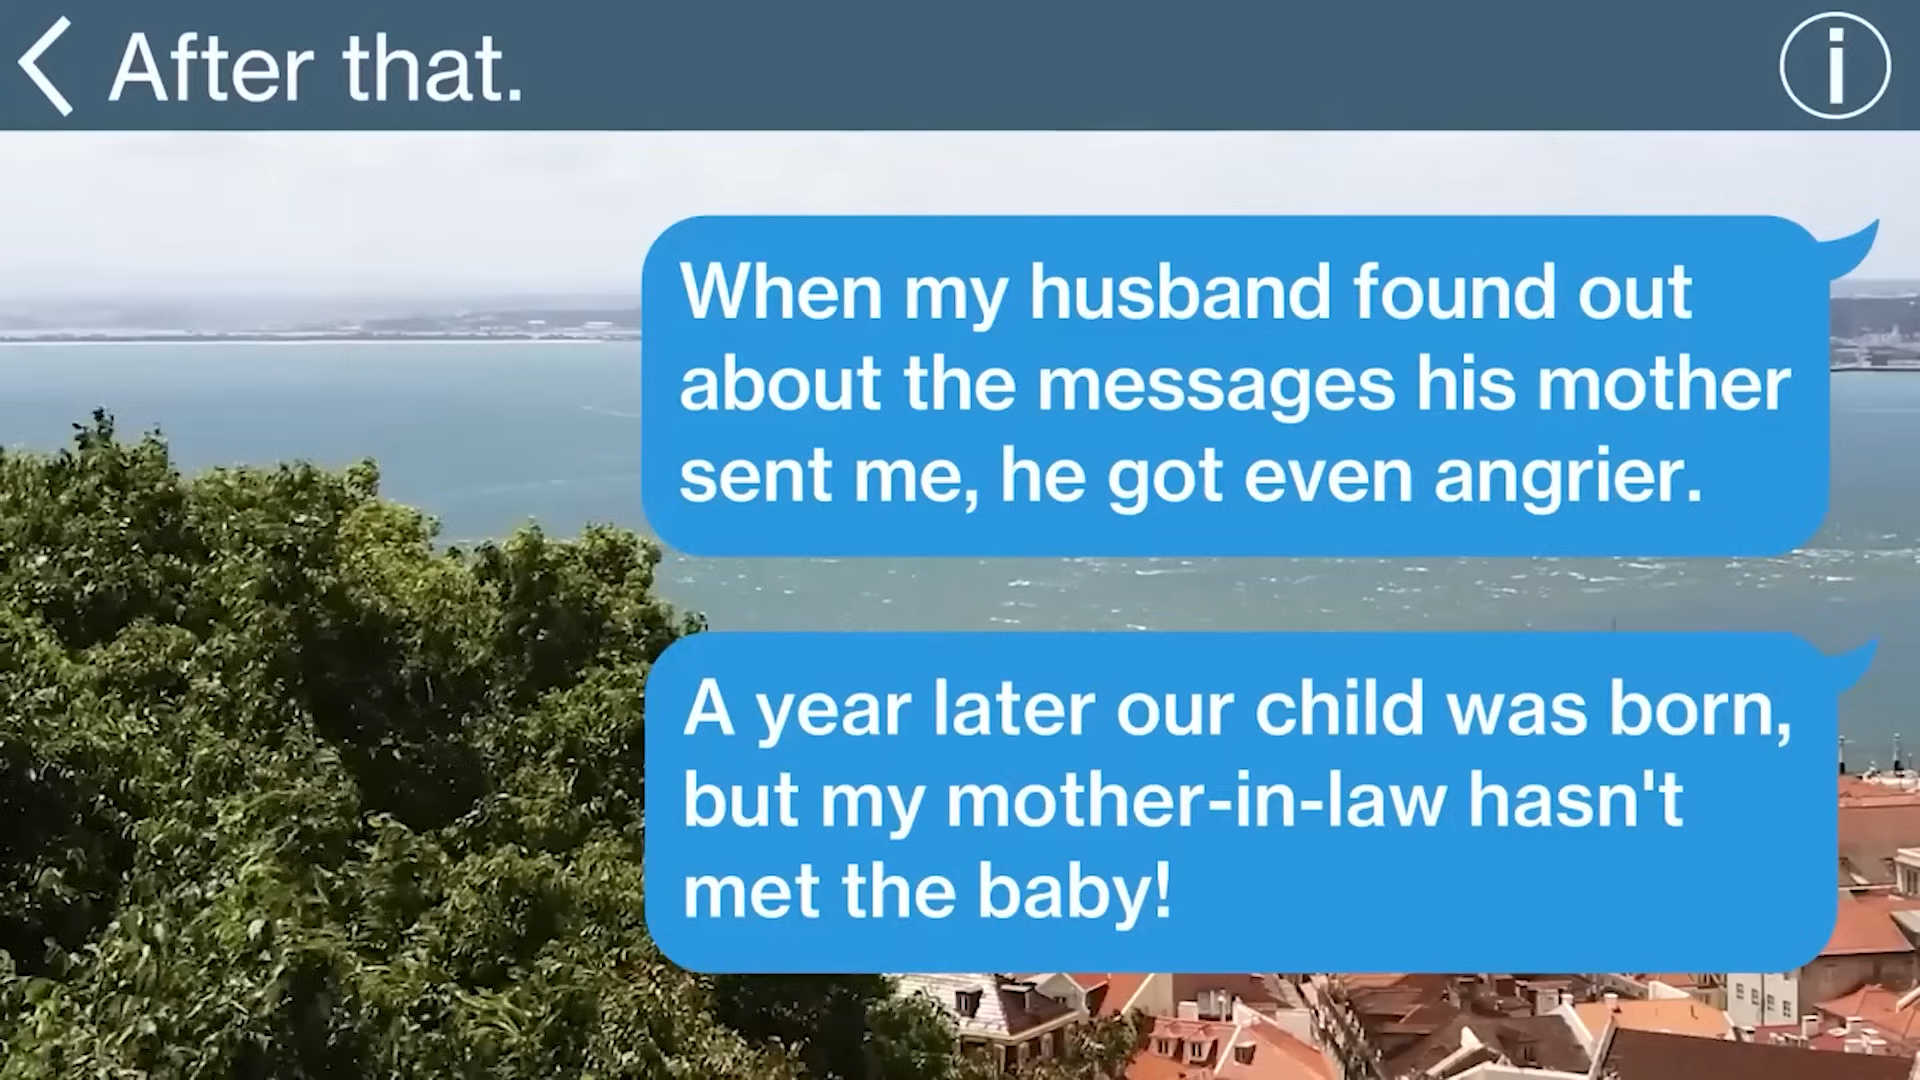 After that.
When my husband found out
about the messages his mother
sent me, he got even angrier.
A year later our child was born,
but my mother-in-law hasn't
met the baby!